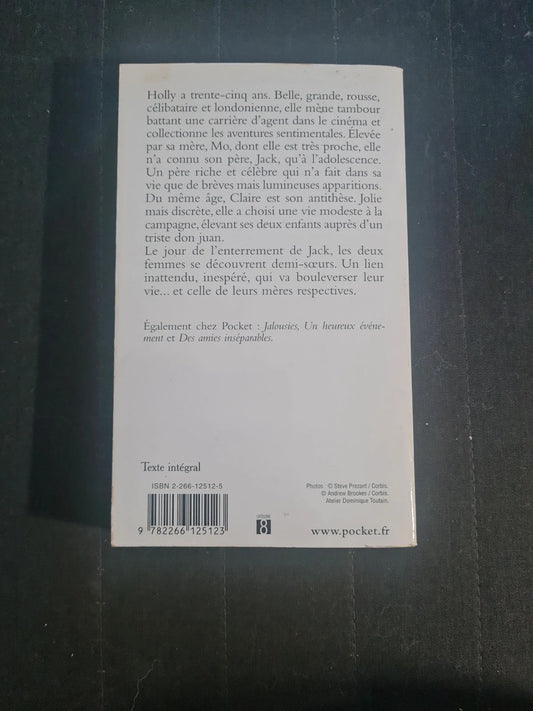 Holly a trente-cinq ans. Belle, grande, rousse,
célibataire et londonienne, elle mène tambour
battant une carrière d'agent dans le cinéma et
collectionne les aventures sentimentales. Élevée
par sa mère, Mo, dont elle est très proche, elle
n'a connu son père, Jack, qu'à l'adolescence.
Un père riche et célèbre qui n'a fait dans sa
vie que de brèves mais lumineuses apparitions.
Du même âge, Claire est son antithèse. Jolie
mais discrète, elle a choisi une vie modeste à la
campagne, élevant ses deux enfants auprès d'un
triste don juan.
Le jour de l'enterrement de Jack, les deux
femmes se découvrent demi-sœurs. Un lien
inattendu, inespéré, qui va bouleverser leur
vie... et celle de leurs mères respectives.
Également chez Pocket : Jalousies, Un heureux événe-
ment et Des amies inséparables.
Texte intégral
ISBN 2-266-12512-5
9 782266 125123
CATÉGORIE
8
Photos : © Steve Prezant / Corbis.
© Andrew Brookes / Corbis.
Atelier Dominique Toutain.
www.pocket.fr